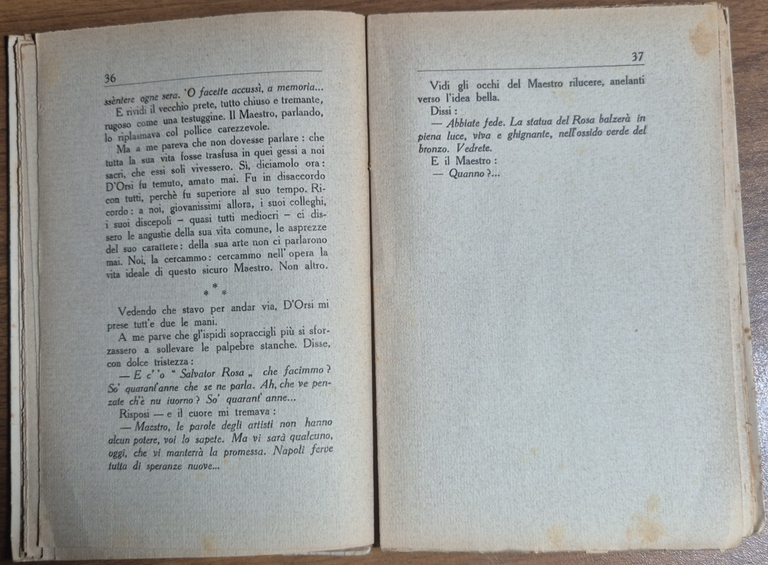 36
ssèntere ogne sera. 'O facette accussì, a memoria...
E rividi il vecchio prete, tutto chiuso e tremante,
rugoso come una testuggine. Il Maestro, parlando,
lo riplasmava col pollice carezzevole.
Ma a me pareva che non dovesse parlare : che
tutta la sua vita fosse trasfusa in quei gessi a noi
sacri, che essi soli vivessero. Sì, diciamolo ora :
D'Orsi fu temuto, amato mai. Fu in disaccordo
con tutti, perchè fu superiore al suo tempo. Ri-
cordo : a noi, giovanissimi allora, i suoi colleghi,
i suoi discepoli - quasi tutti mediocri - ci dis-
sero le angustie della sua vita comune, le asprezze
del suo carattere : della sua arte non ci parlarono
mai. Noi, la cercammo : cercammo nell'opera la
vita ideale di questo sicuro Maestro. Non altro.
* * *
Vedendo che stavo per andar via, D'Orsi mi
prese tutt'e due le mani.
A me parve che gl'ispidi sopraccigli più si sfor-
zassero a sollevare le palpebre stanche. Disse,
con dolce tristezza :
— E c' 'o " Salvator Rosa „ che facimmo ?
So' quarant'anne che se ne parla. Ah, che ve pen-
zate ch'è nu iuorno ? So' quarant' anne...
Risposi — e il cuore mi tremava :
— Maestro, le parole degli artisti non hanno
alcun potere, voi lo sapete. Ma vi sarà qualcuno,
oggi, che vi manterrà la promessa. Napoli ferve
tutta di speranze nuove...
37
Vidi gli occhi del Maestro rilucere, anelanti
verso l'idea bella.
Dissi :
— Abbiate fede. La statua del Rosa balzerà in
piena luce, viva e ghignante, nell'ossido verde del
bronzo. Vedrete.
E il Maestro :
— Quanno ?...